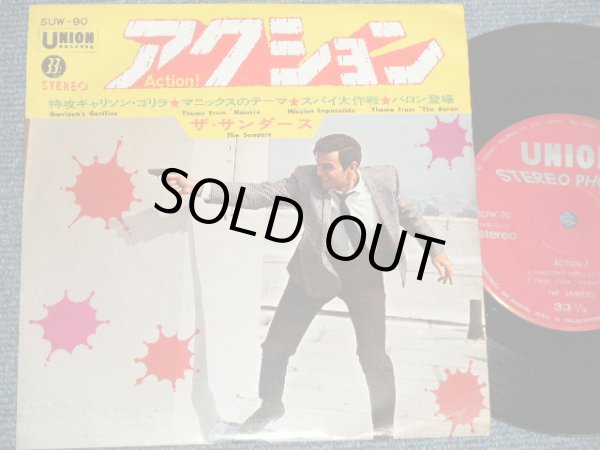 SUW・90
UNION
RECORDS
33⅓
STEREO
アクション
Action!
特攻ギャリソン・ゴリラ★マニックスのテーマ★スパイ大作戦★バロン登場
Garrison's Gorillas Theme From "Mannix Mission Impossible Theme From "The Baron
ザ・サンダース
The Sanders
SOLD OUT
UNION
STEREO PHO
SUW-90
stereo
ACTION!
THE SANDERS
33 1/3